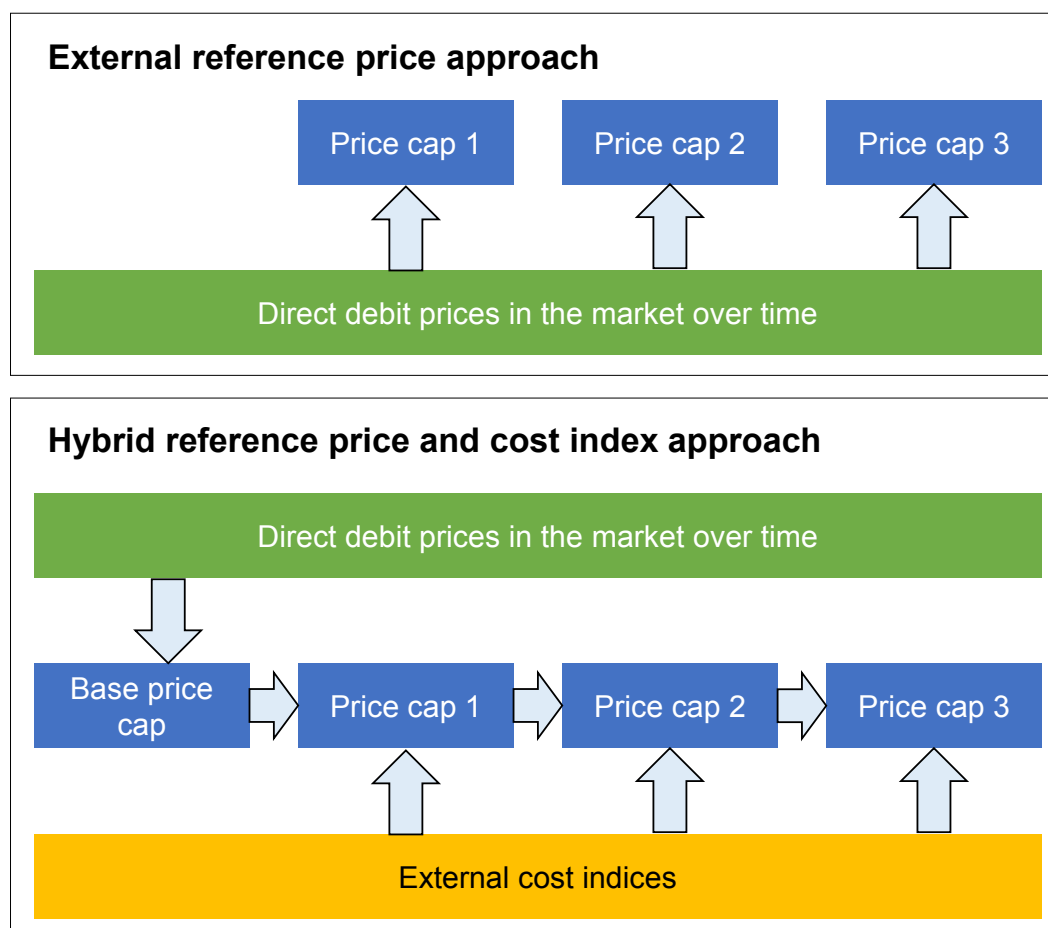 External reference price approach
Price cap 1
Price cap 2
Price cap 3
Direct debit prices in the market over time
Hybrid reference price and cost index approach
Direct debit prices in the market over time
Base price
cap
Price cap 1
Price cap 2
Price cap 3
External cost indices